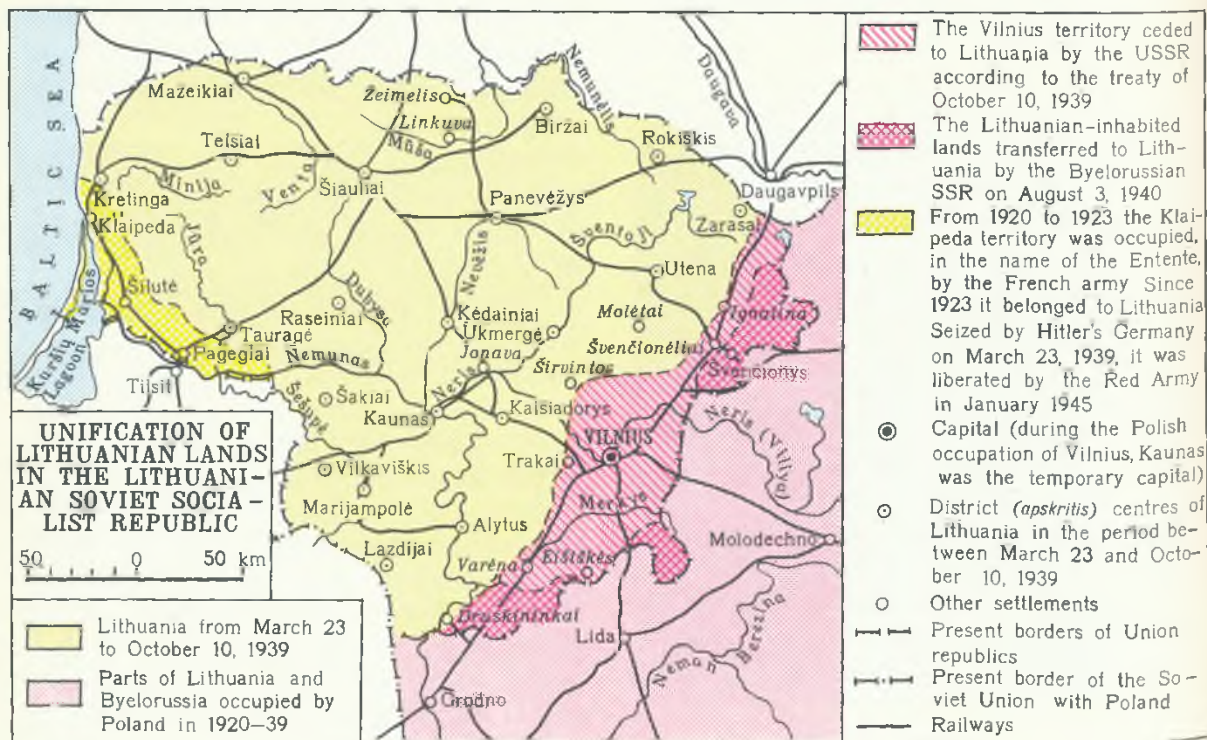 BALTIC SEA
Kuršių Marios
Lagoon
Mazeikiai
Žeimelis
Linkuva
Mūša
Biržai
Nemunėlis
Daugava
Rokiškis
Telšiai
Minija
Venta
Šiauliai
Panevėžys
Daugavpils
Zarasai
Kretinga
Klaipeda
Jūra
Šventoji
Nevėžis
Utena
Šilutė
Dubysa
Raseiniai
Kėdainiai
Ukmergė
Molėtai
Ignalina
Tauragė
Pagėgiai
Nemunas
Jonava
Širvintos
Švenčionėliai
Švenčionys
Tilsit
Šešupė
Šakiai
Kaunas
Neris
Kaišiadorys
Neris (Viliya)
VILNIUS
Trakai
Vilkaviškis
Marijampolė
Merkys
Alytus
Lazdijai
Varėna
Eišiškės
Molodechno
Druskininkai
Lida
Neman
Berezina
Grodno
UNIFICATION OF
LITHUANIAN LANDS
IN THE LITHUANI-
AN SOVIET SOCIA-
LIST REPUBLIC
50 0 50 km
Lithuania from March 23
to October 10, 1939
Parts of Lithuania and
Byelorussia occupied by
Poland in 1920–39
The Vilnius territory ceded
to Lithuania by the USSR
according to the treaty of
October 10, 1939
The Lithuanian-inhabited
lands transferred to Lith-
uania by the Byelorussian
SSR on August 3, 1940
From 1920 to 1923 the Klai-
peda territory was occupied,
in the name of the Entente,
by the French army Since
1923 it belonged to Lithuania
Seized by Hitler's Germany
on March 23, 1939, it was
liberated by the Red Army
in January 1945
Capital (during the Polish
occupation of Vilnius, Kaunas
was the temporary capital)
District (apskritis) centres of
Lithuania in the period be-
tween March 23 and Octo-
ber 10, 1939
Other settlements
Present borders of Union
republics
Present border of the So-
viet Union with Poland
Railways